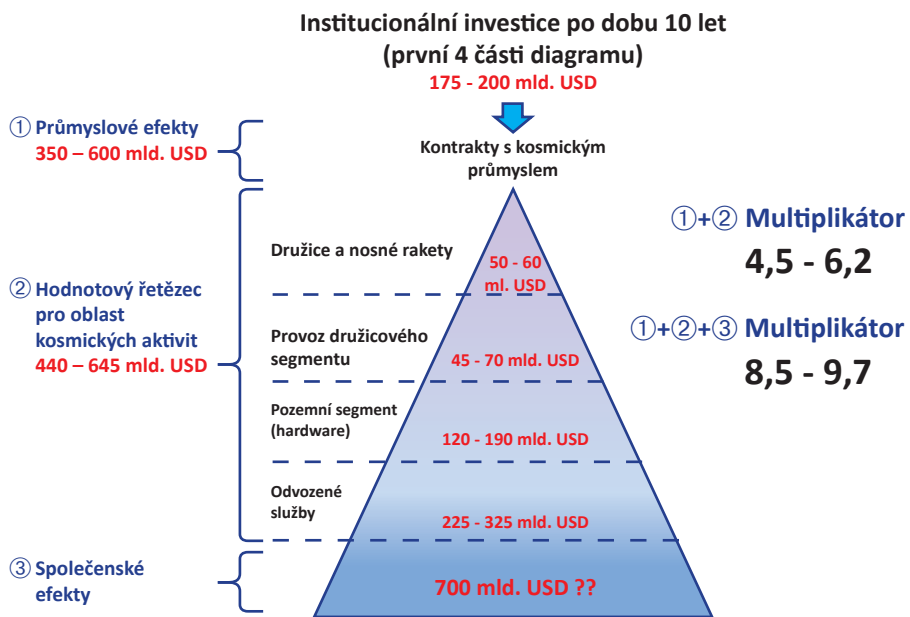 Institucionální investice po dobu 10 let
(první 4 části diagramu)
175 - 200 mld. USD
① Průmyslové efekty
350 – 600 mld. USD
Kontrakty s kosmickým
průmyslem
Družice a nosné rakety
50 - 60
ml. USD
② Hodnotový řetězec
pro oblast
kosmických aktivit
440 – 645 mld. USD
Provoz družicového
segmentu
45 - 70 mld. USD
Pozemní segment
(hardware)
120 - 190 mld. USD
Odvozené
služby
225 - 325 mld. USD
③ Společenské
efekty
700 mld. USD ??
①+② Multiplikátor
4,5 - 6,2
①+②+③ Multiplikátor
8,5 - 9,7